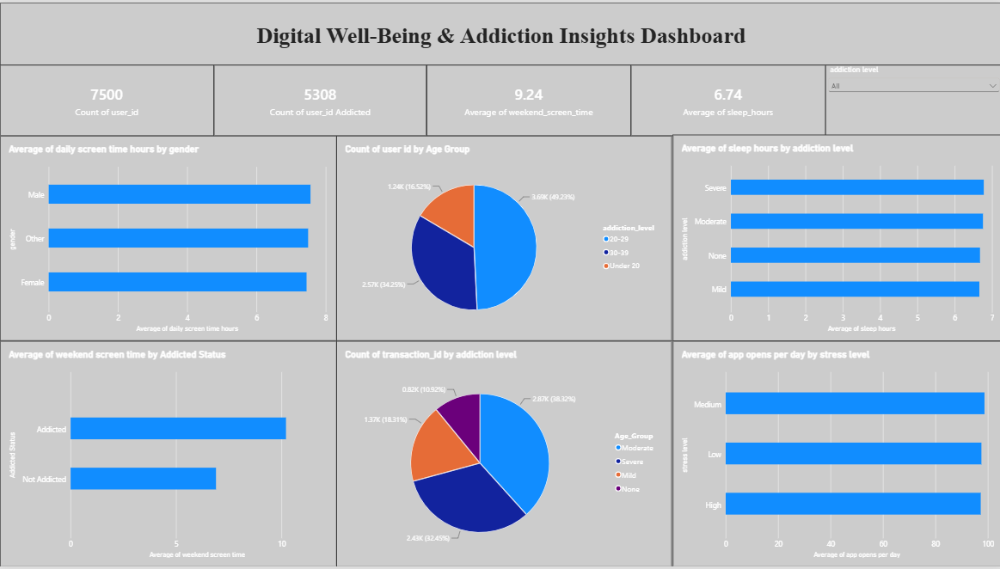 Digital Well-Being & Addiction Insights Dashboard
7500
Count of user_id
5308
Count of user_id Addicted
9.24
Average of weekend_screen_time
6.74
Average of sleep_hours
addiction level
All
Average of daily screen time hours by gender
gender
Male
Other
Female
0 2 4 6 8
Average of daily screen time hours
Count of user id by Age Group
1.24K (16.52%)
3.69K (49.23%)
2.57K (34.25%)
addiction_level
20-29
30-39
Under 20
Average of sleep hours by addiction level
addiction level
Severe
Moderate
None
Mild
0 1 2 3 4 5 6 7
Average of sleep hours
Average of weekend screen time by Addicted Status
Addicted Status
Addicted
Not Addicted
0 5 10
Average of weekend screen time
Count of transaction_id by addiction level
0.82K (10.92%)
2.87K (38.32%)
1.37K (18.31%)
2.43K (32.45%)
Age_Group
Moderate
Severe
Mild
None
Average of app opens per day by stress level
stress level
Medium
Low
High
0 20 40 60 80 100
Average of app opens per day